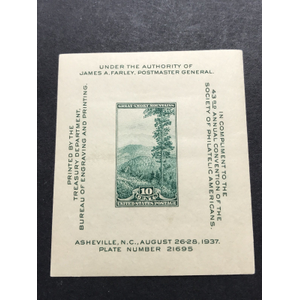 UNDER THE AUTHORITY OF
JAMES A. FARLEY, POSTMASTER GENERAL.
PRINTED BY THE
TREASURY DEPARTMENT,
BUREAU OF ENGRAVING AND PRINTING.
GREAT SMOKY MOUNTAINS
10
CENTS
UNITED STATES POSTAGE
IN COMPLIMENT TO THE
43RD ANNUAL CONVENTION OF THE
SOCIETY OF PHILATELIC AMERICANS.
ASHEVILLE, N.C., AUGUST 26-28, 1937.
PLATE NUMBER 21695